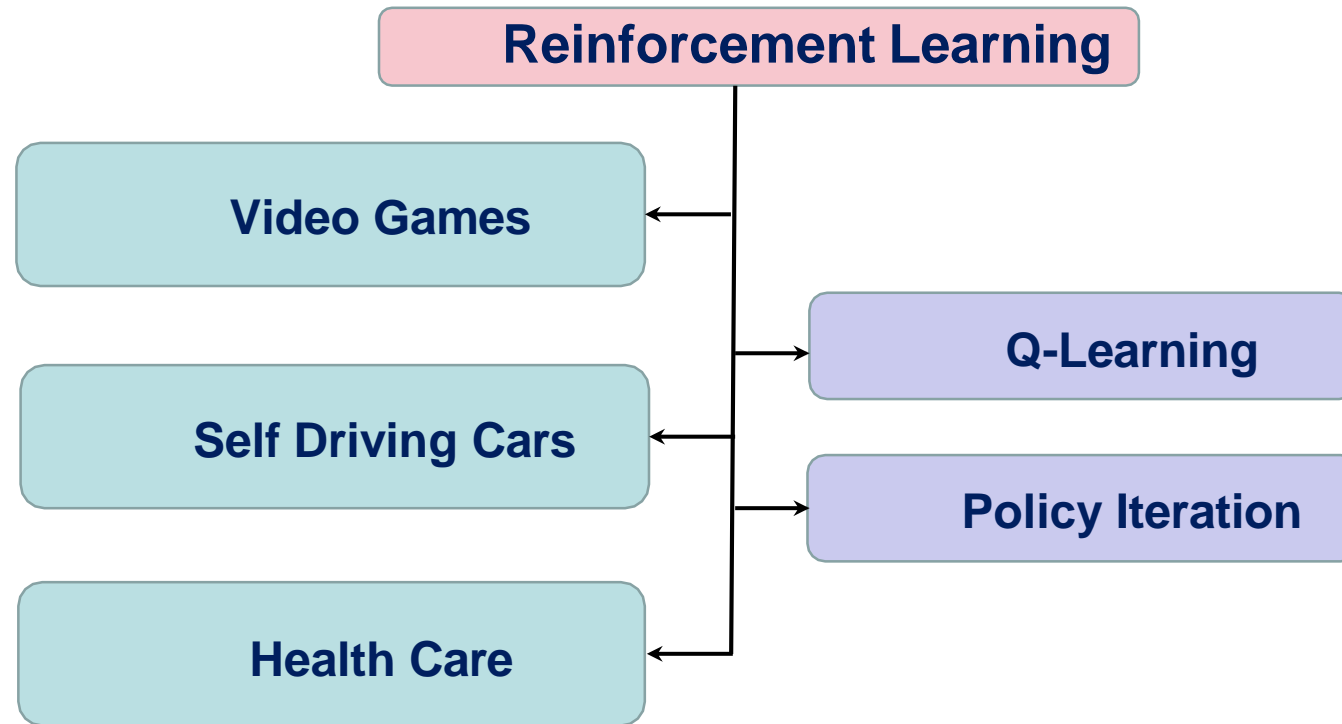 Reinforcement Learning
Video Games
Q-Learning
Self Driving Cars
Policy Iteration
Health Care